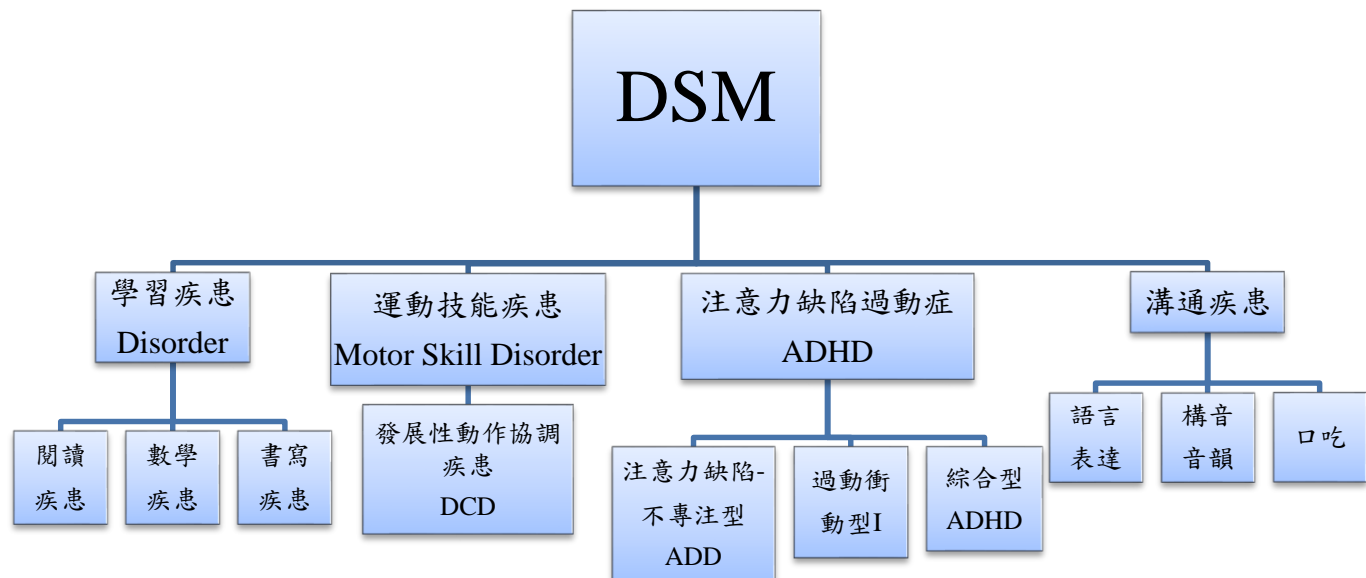 DSM
學習疾患
Disorder
運動技能疾患
Motor Skill Disorder
注意力缺陷過動症
ADHD
溝通疾患
閱讀
疾患
數學
疾患
書寫
疾患
發展性動作協調
疾患
DCD
注意力缺陷-
不專注型
ADD
過動衝
動型I
綜合型
ADHD
語言
表達
構音
音韻
口吃